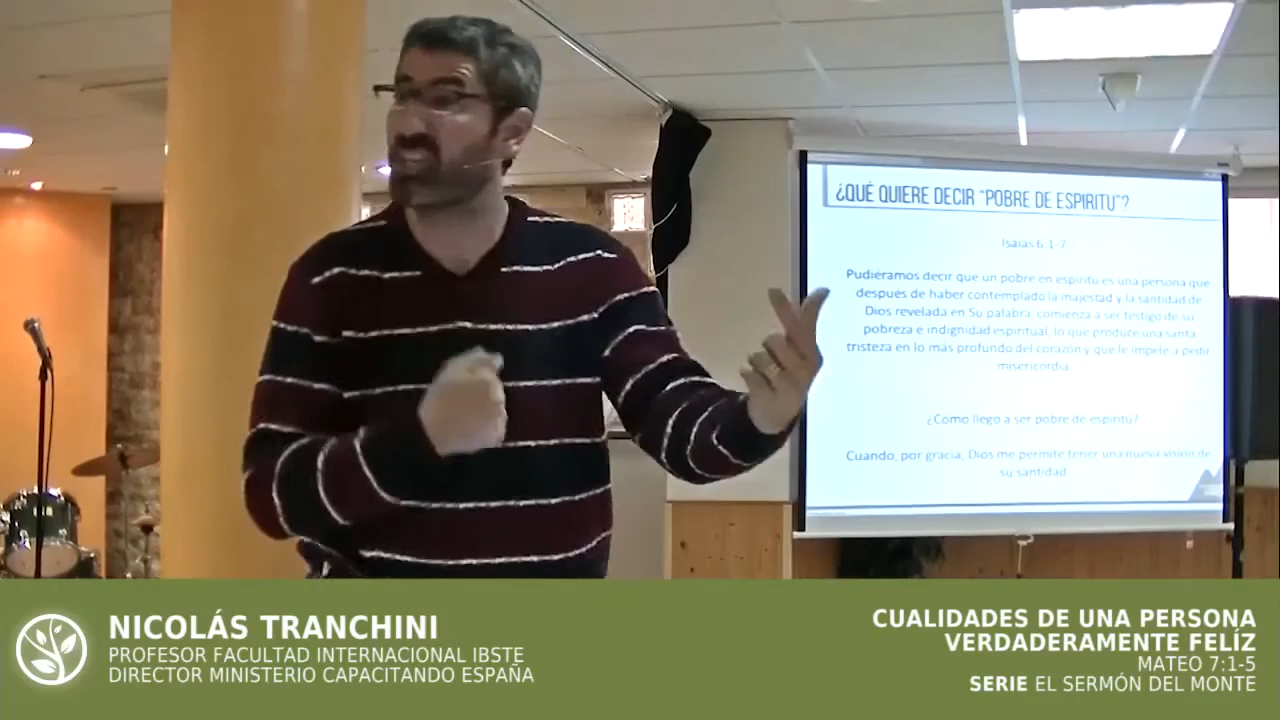 ¿QUÉ QUIERE DECIR "POBRE DE ESPIRITU"?
Isaías 6:1-7
Pudiéramos decir que un pobre en espíritu es una persona que
después de haber contemplado la majestad y la santidad de
Dios revelada en Su palabra, comienza a ser testigo de su
pobreza e indignidad espiritual, lo que produce una santa
tristeza en lo más profundo del corazón y que le impele a pedir
misericordia.
¿Cómo llego a ser pobre de espíritu?
Cuando, por gracia, Dios me permite tener una nueva visión de
su santidad
NICOLÁS TRANCHINI
PROFESOR FACULTAD INTERNACIONAL IBSTE
DIRECTOR MINISTERIO CAPACITANDO ESPAÑA
CUALIDADES DE UNA PERSONA
VERDADERAMENTE FELÍZ
MATEO 7:1-5
SERIE EL SERMÓN DEL MONTE